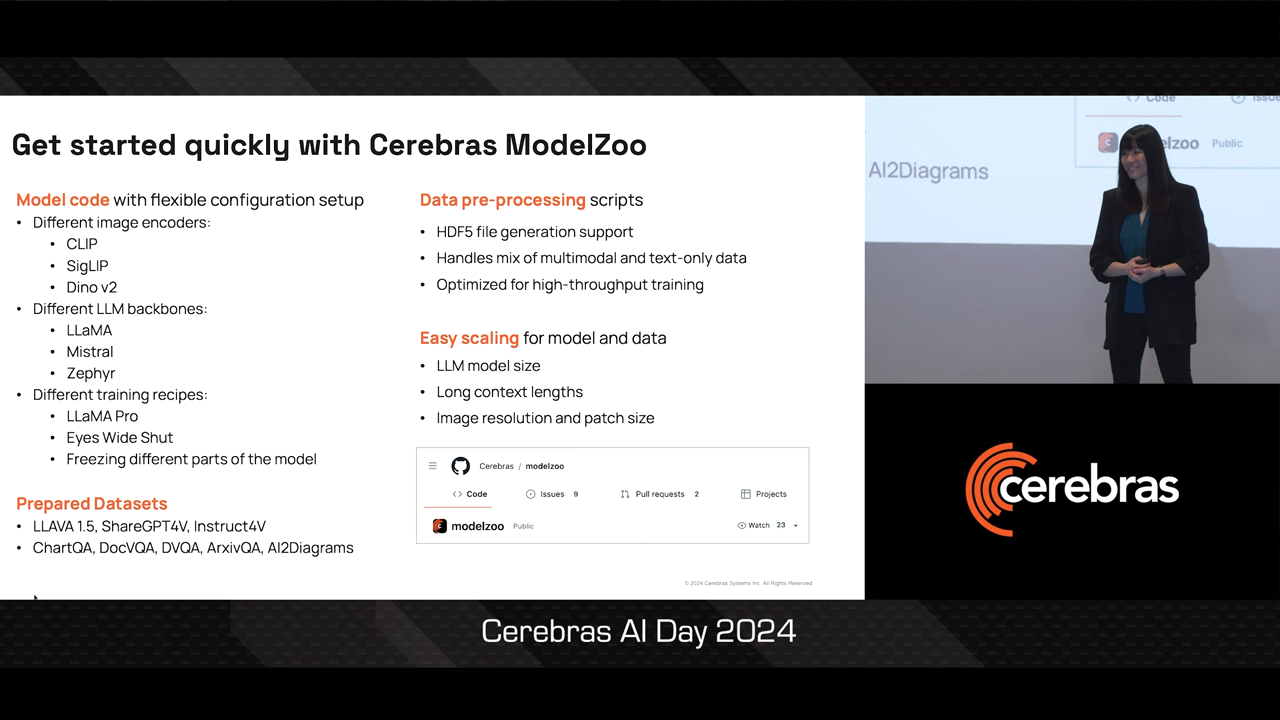 Get started quickly with Cerebras ModelZoo
Model code with flexible configuration setup
• Different image encoders:
• CLIP
• SigLIP
• Dino v2
• Different LLM backbones:
• LLaMA
• Mistral
• Zephyr
• Different training recipes:
• LLaMA Pro
• Eyes Wide Shut
• Freezing different parts of the model
Prepared Datasets
• LLAVA 1.5, ShareGPT4V, Instruct4V
• ChartQA, DocVQA, DVQA, ArxivQA, AI2Diagrams
Data pre-processing scripts
• HDF5 file generation support
• Handles mix of multimodal and text-only data
• Optimized for high-throughput training
Easy scaling for model and data
• LLM model size
• Long context lengths
• Image resolution and patch size
Cerebras / modelzoo
Code Issues 9 Pull requests 2 Projects
modelzoo Public Watch 23
© 2024 Cerebras Systems Inc. All Rights Reserved
Code
Public
AI2Diagrams
cerebras
Cerebras AI Day 2024